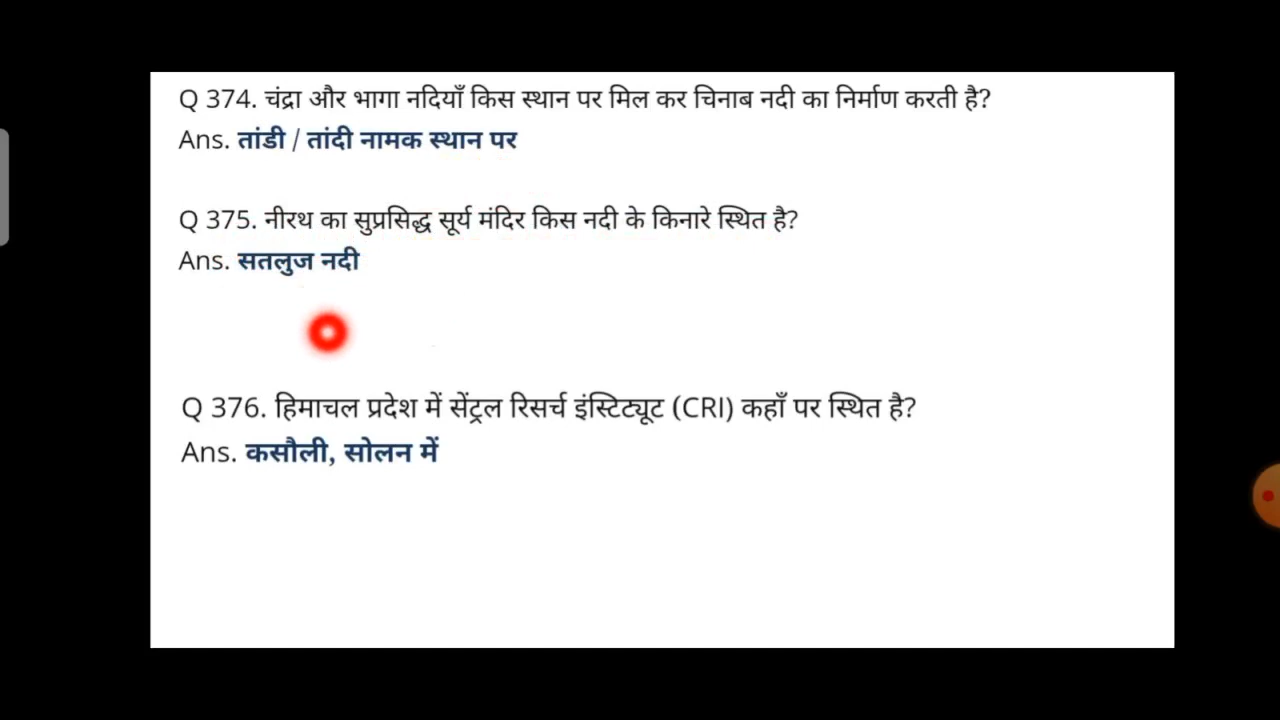 Q 374. चंद्रा और भागा नदियाँ किस स्थान पर मिल कर चिनाब नदी का निर्माण करती है?
Ans. तांडी / तांदी नामक स्थान पर
Q 375. नीरथ का सुप्रसिद्ध सूर्य मंदिर किस नदी के किनारे स्थित है?
Ans. सतलुज नदी
Q 376. हिमाचल प्रदेश में सेंट्रल रिसर्च इंस्टिट्यूट (CRI) कहाँ पर स्थित है?
Ans. कसौली, सोलन में